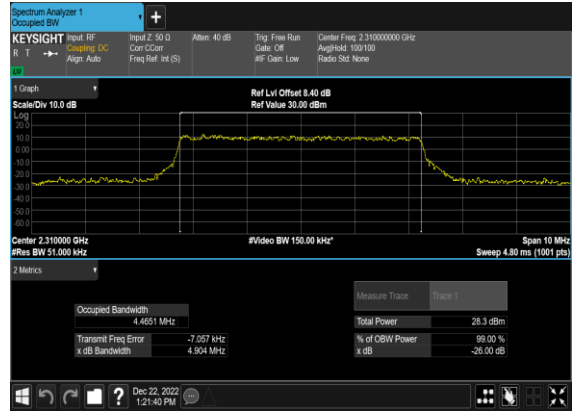 Spectrum Analyzer 1
Occupied BW
+
KEYSIGHT Input: RF Input Z: 50 Ω Atten: 40 dB Trig: Free Run Center Freq: 2.310000000 GHz
R T Coupling: DC Corr CCorr Gate: Off Avg|Hold: 100/100
Align: Auto Freq Ref: Int (S) #IF Gain: Low Radio Std: None
1 Graph
Ref Lvl Offset 8.40 dB
Scale/Div 10.0 dB Ref Value 30.00 dBm
Log
20.0
10.0
0.00
-10.0
-20.0
-30.0
-40.0
-50.0
-60.0
Center 2.310000 GHz #Video BW 150.00 kHz* Span 10 MHz
#Res BW 51.000 kHz Sweep 4.80 ms (1001 pts)
2 Metrics
Measure Trace Trace 1
Occupied Bandwidth
4.4651 MHz Total Power 28.3 dBm
Transmit Freq Error -7.057 kHz % of OBW Power 99.00 %
x dB Bandwidth 4.904 MHz x dB -26.00 dB
? Dec 22, 2022
1:21:40 PM